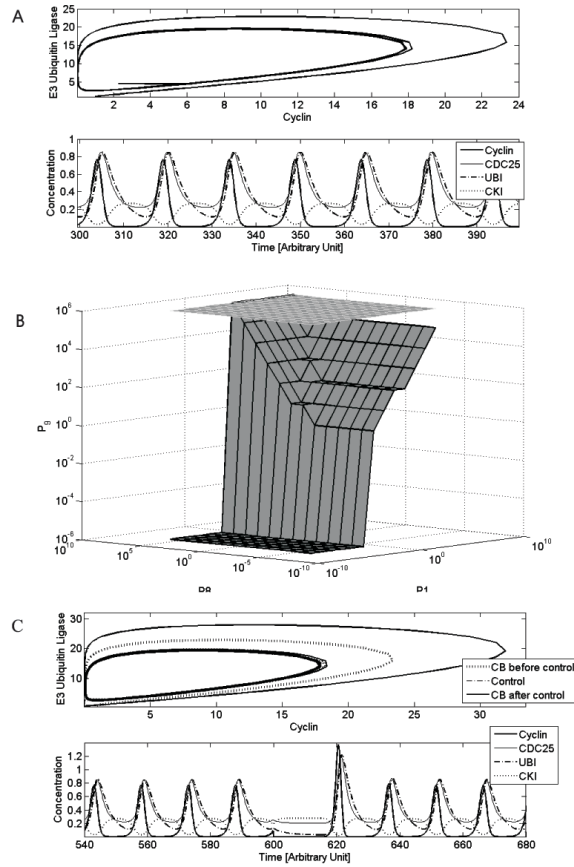 A
E3 Ubiquitin Ligase
25
20
15
10
5
2 4 6 8 10 12 14 16 18 20 22 24
Cyclin
Concentration
1
0.8
0.6
0.4
0.2
Cyclin
CDC25
UBI
CKI
300 310 320 330 340 350 360 370 380 390
Time [Arbitrary Unit]
B
P9
10^6
10^4
10^2
10^0
10^-2
10^-4
10^-6
10^10 10^5 10^0 10^-5 10^-10
10^-10 10^0 10^10
C
E3 Ubiquitin Ligase
30
20
10
CB before control
Control
CB after control
5 10 15 20 25 30
Cyclin
Concentration
1.2
1
0.8
0.6
0.4
0.2
Cyclin
CDC25
UBI
CKI
540 560 580 600 620 640 660 680
Time [Arbitrary Unit]